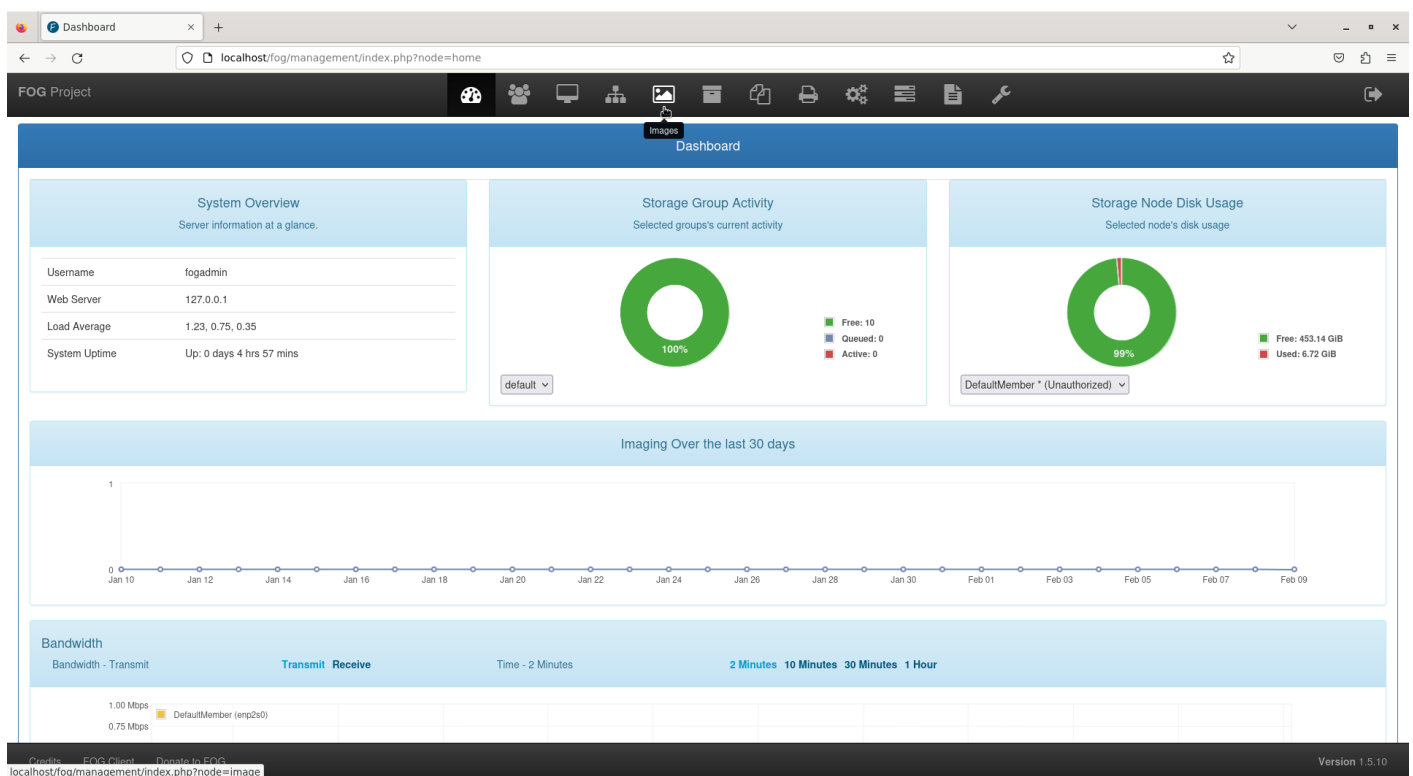 Dashboard
localhost/fog/management/index.php?node=home
FOG Project
Images
Dashboard
System Overview
Server information at a glance.
Username fogadmin
Web Server 127.0.0.1
Load Average 1.23, 0.75, 0.35
System Uptime Up: 0 days 4 hrs 57 mins
Storage Group Activity
Selected groups's current activity
100%
Free: 10
Queued: 0
Active: 0
default
Storage Node Disk Usage
Selected node's disk usage
99%
Free: 453.14 GiB
Used: 6.72 GiB
DefaultMember * (Unauthorized)
Imaging Over the last 30 days
1
0
Jan 10 Jan 12 Jan 14 Jan 16 Jan 18 Jan 20 Jan 22 Jan 24 Jan 26 Jan 28 Jan 30 Feb 01 Feb 03 Feb 05 Feb 07 Feb 09
Bandwidth
Bandwidth - Transmit Transmit Receive Time - 2 Minutes 2 Minutes 10 Minutes 30 Minutes 1 Hour
1.00 Mbps
DefaultMember (enp2s0)
0.75 Mbps
Credits FOG Client Donate to FOG Version 1.5.10
localhost/fog/management/index.php?node=image